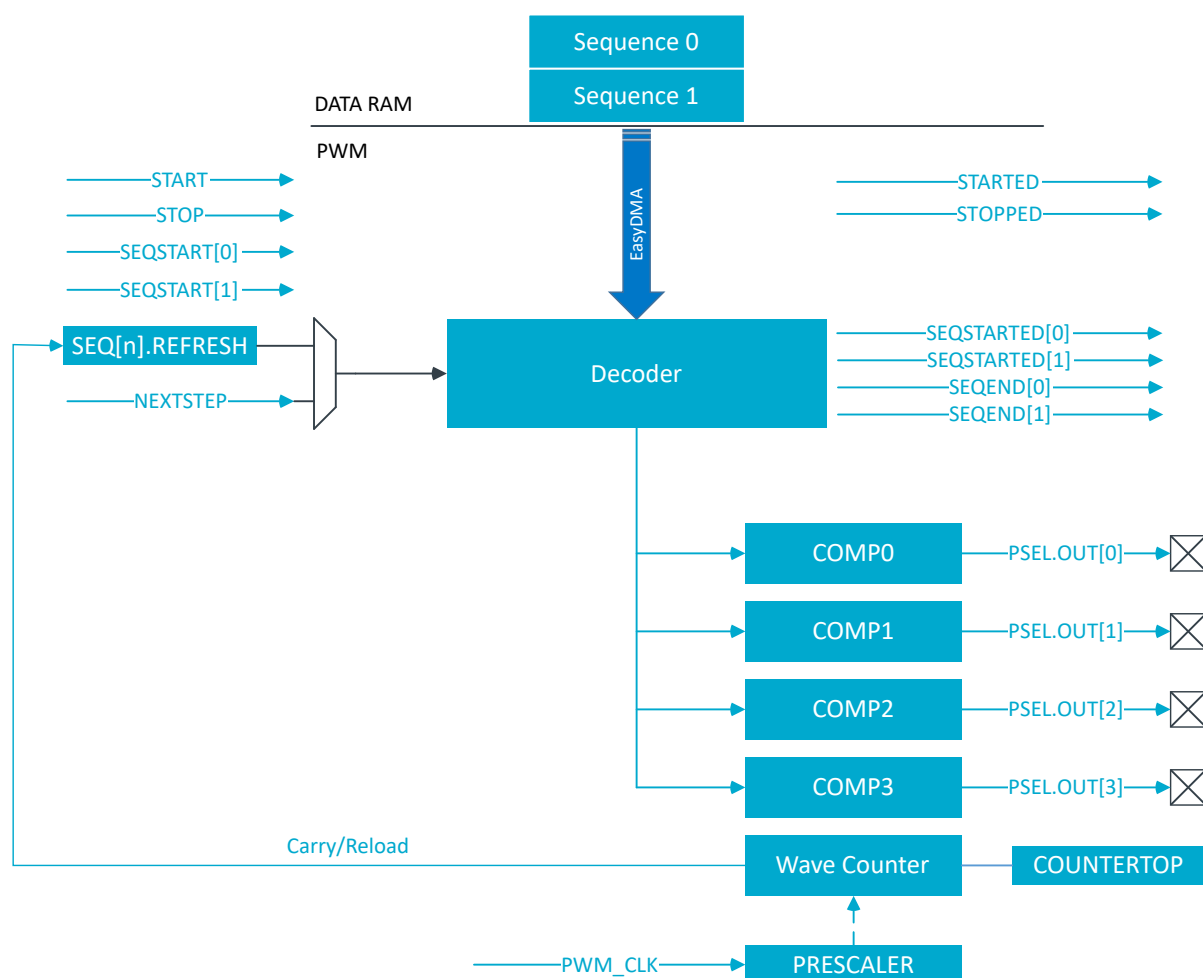 Sequence 0
Sequence 1
DATA RAM
PWM
EasyDMA
START
STOP
SEQSTART[0]
SEQSTART[1]
STARTED
STOPPED
SEQ[n].REFRESH
NEXTSTEP
Decoder
SEQSTARTED[0]
SEQSTARTED[1]
SEQEND[0]
SEQEND[1]
COMP0
PSEL.OUT[0]
COMP1
PSEL.OUT[1]
COMP2
PSEL.OUT[2]
COMP3
PSEL.OUT[3]
Carry/Reload
Wave Counter
COUNTERTOP
PWM_CLK
PRESCALER